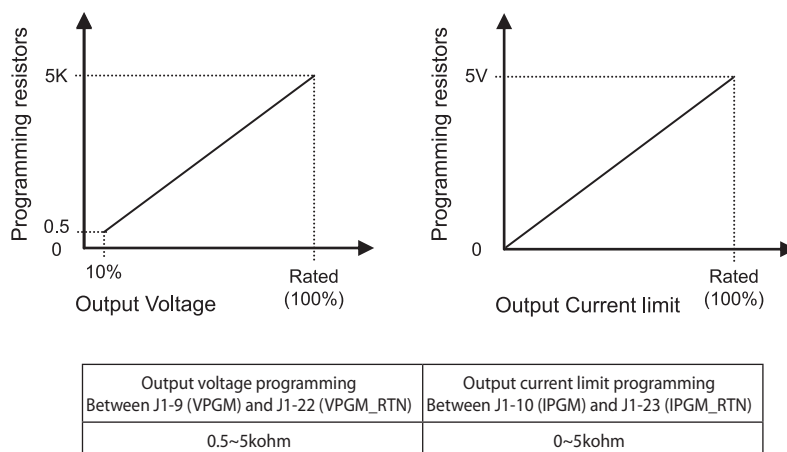 Programming resistors
5K
0.5
0
10%
Rated
(100%)
Output Voltage
Programming resistors
5V
0
Rated
(100%)
Output Current limit
Output voltage programming
Between J1-9 (VPGM) and J1-22 (VPGM_RTN)
Output current limit programming
Between J1-10 (IPGM) and J1-23 (IPGM_RTN)
0.5~5kohm
0~5kohm